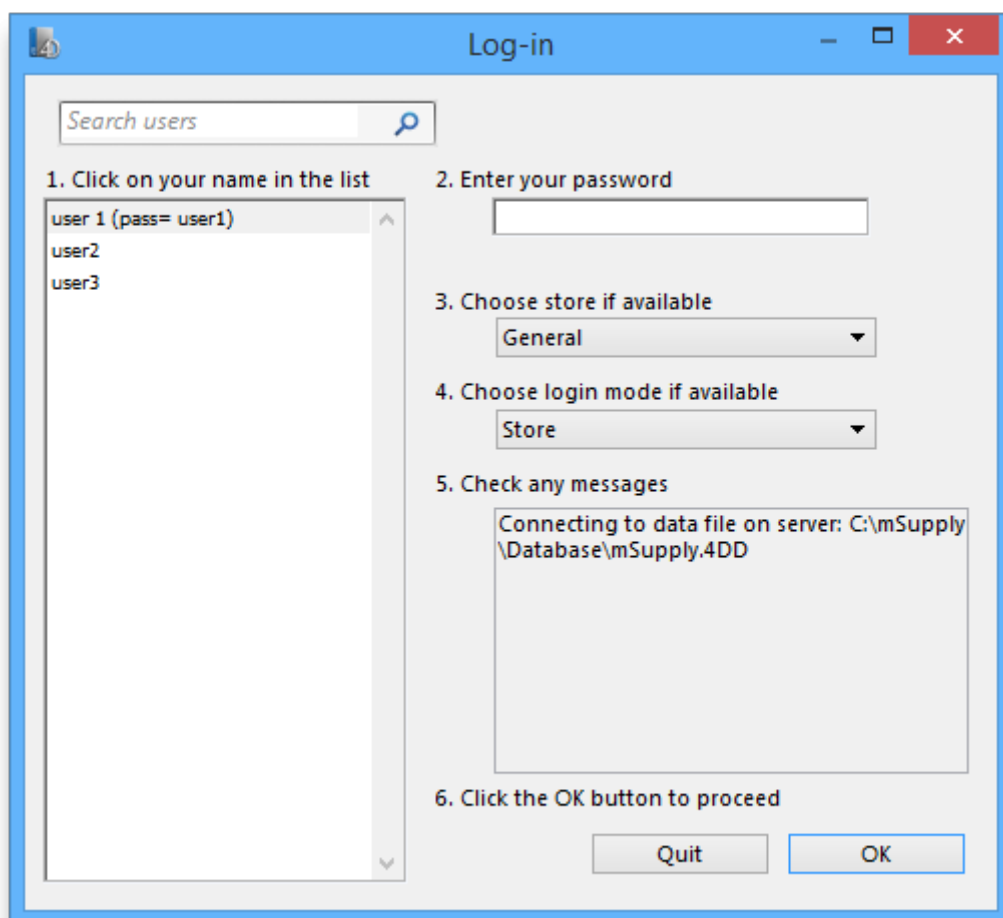 Log-in
Search users
1. Click on your name in the list
user 1 (pass= user1)
user2
user3
2. Enter your password
3. Choose store if available
General
4. Choose login mode if available
Store
5. Check any messages
Connecting to data file on server: C:\mSupply
\Database\mSupply.4DD
6. Click the OK button to proceed
Quit
OK